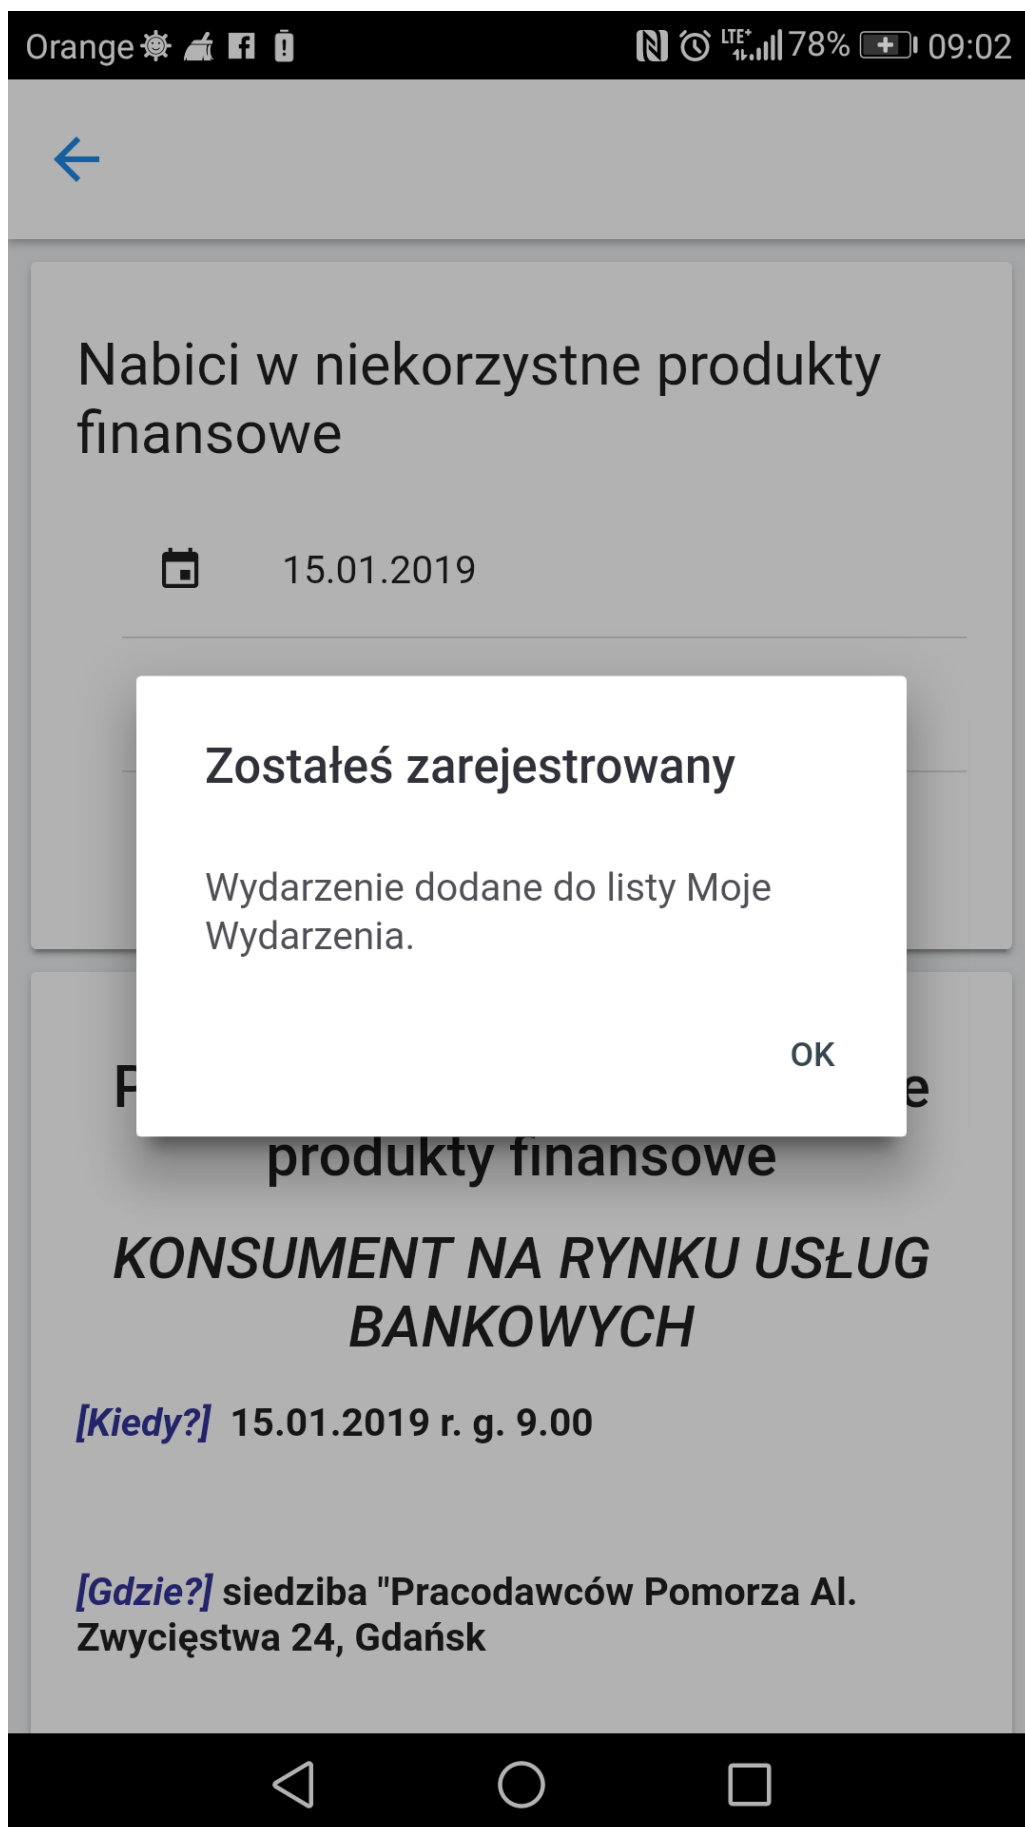 Orange 78% 09:02
Nabici w niekorzystne produkty
finansowe
15.01.2019
Zostałeś zarejestrowany
Wydarzenie dodane do listy Moje
Wydarzenia.
OK
produkty finansowe
KONSUMENT NA RYNKU USŁUG
BANKOWYCH
[Kiedy?] 15.01.2019 r. g. 9.00
[Gdzie?] siedziba "Pracodawców Pomorza Al.
Zwycięstwa 24, Gdańsk